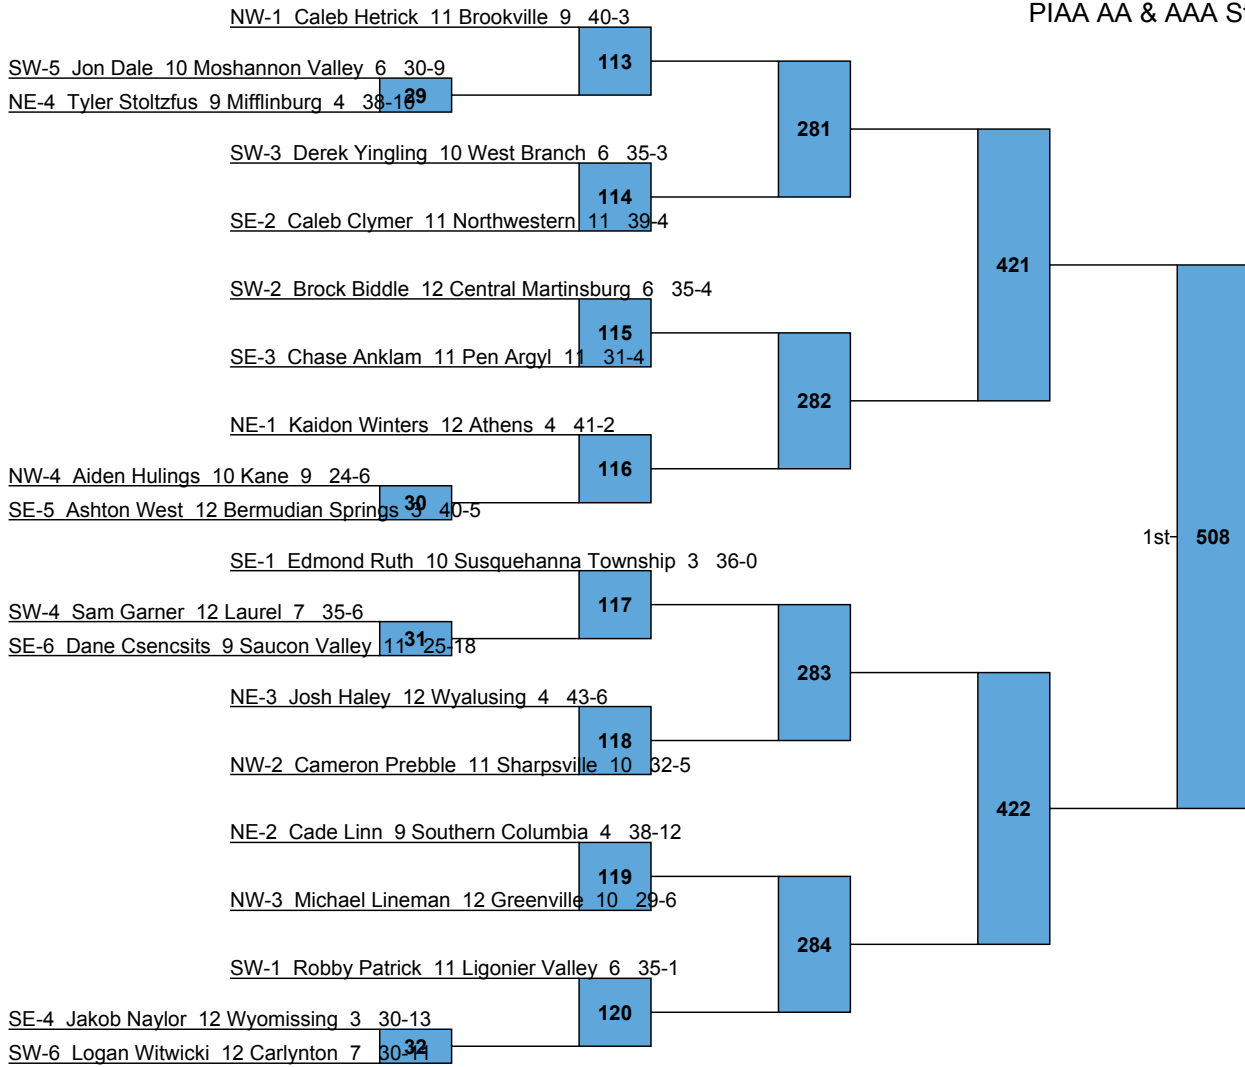 PIAA AA & AAA S
NW-1 Caleb Hetrick 11 Brookville 9 40-3
113
SW-5 Jon Dale 10 Moshannon Valley 6 30-9
29
NE-4 Tyler Stoltzfus 9 Mifflinburg 4 38-10
281
SW-3 Derek Yingling 10 West Branch 6 35-3
114
SE-2 Caleb Clymer 11 Northwestern 11 39-4
421
SW-2 Brock Biddle 12 Central Martinsburg 6 35-4
115
SE-3 Chase Anklam 11 Pen Argyl 11 31-4
282
NE-1 Kaidon Winters 12 Athens 4 41-2
116
NW-4 Aiden Hulings 10 Kane 9 24-6
30
SE-5 Ashton West 12 Bermudian Springs 3 40-5
1st
508
SE-1 Edmond Ruth 10 Susquehanna Township 3 36-0
117
SW-4 Sam Garner 12 Laurel 7 35-6
31
SE-6 Dane Csencsits 9 Saucon Valley 11 25-18
283
NE-3 Josh Haley 12 Wyalusing 4 43-6
118
NW-2 Cameron Prebble 11 Sharpsville 10 32-5
422
NE-2 Cade Linn 9 Southern Columbia 4 38-12
119
NW-3 Michael Lineman 12 Greenville 10 29-6
284
SW-1 Robby Patrick 11 Ligonier Valley 6 35-1
120
SE-4 Jakob Naylor 12 Wyomissing 3 30-13
32
SW-6 Logan Witwicki 12 Carlynton 7 30-11